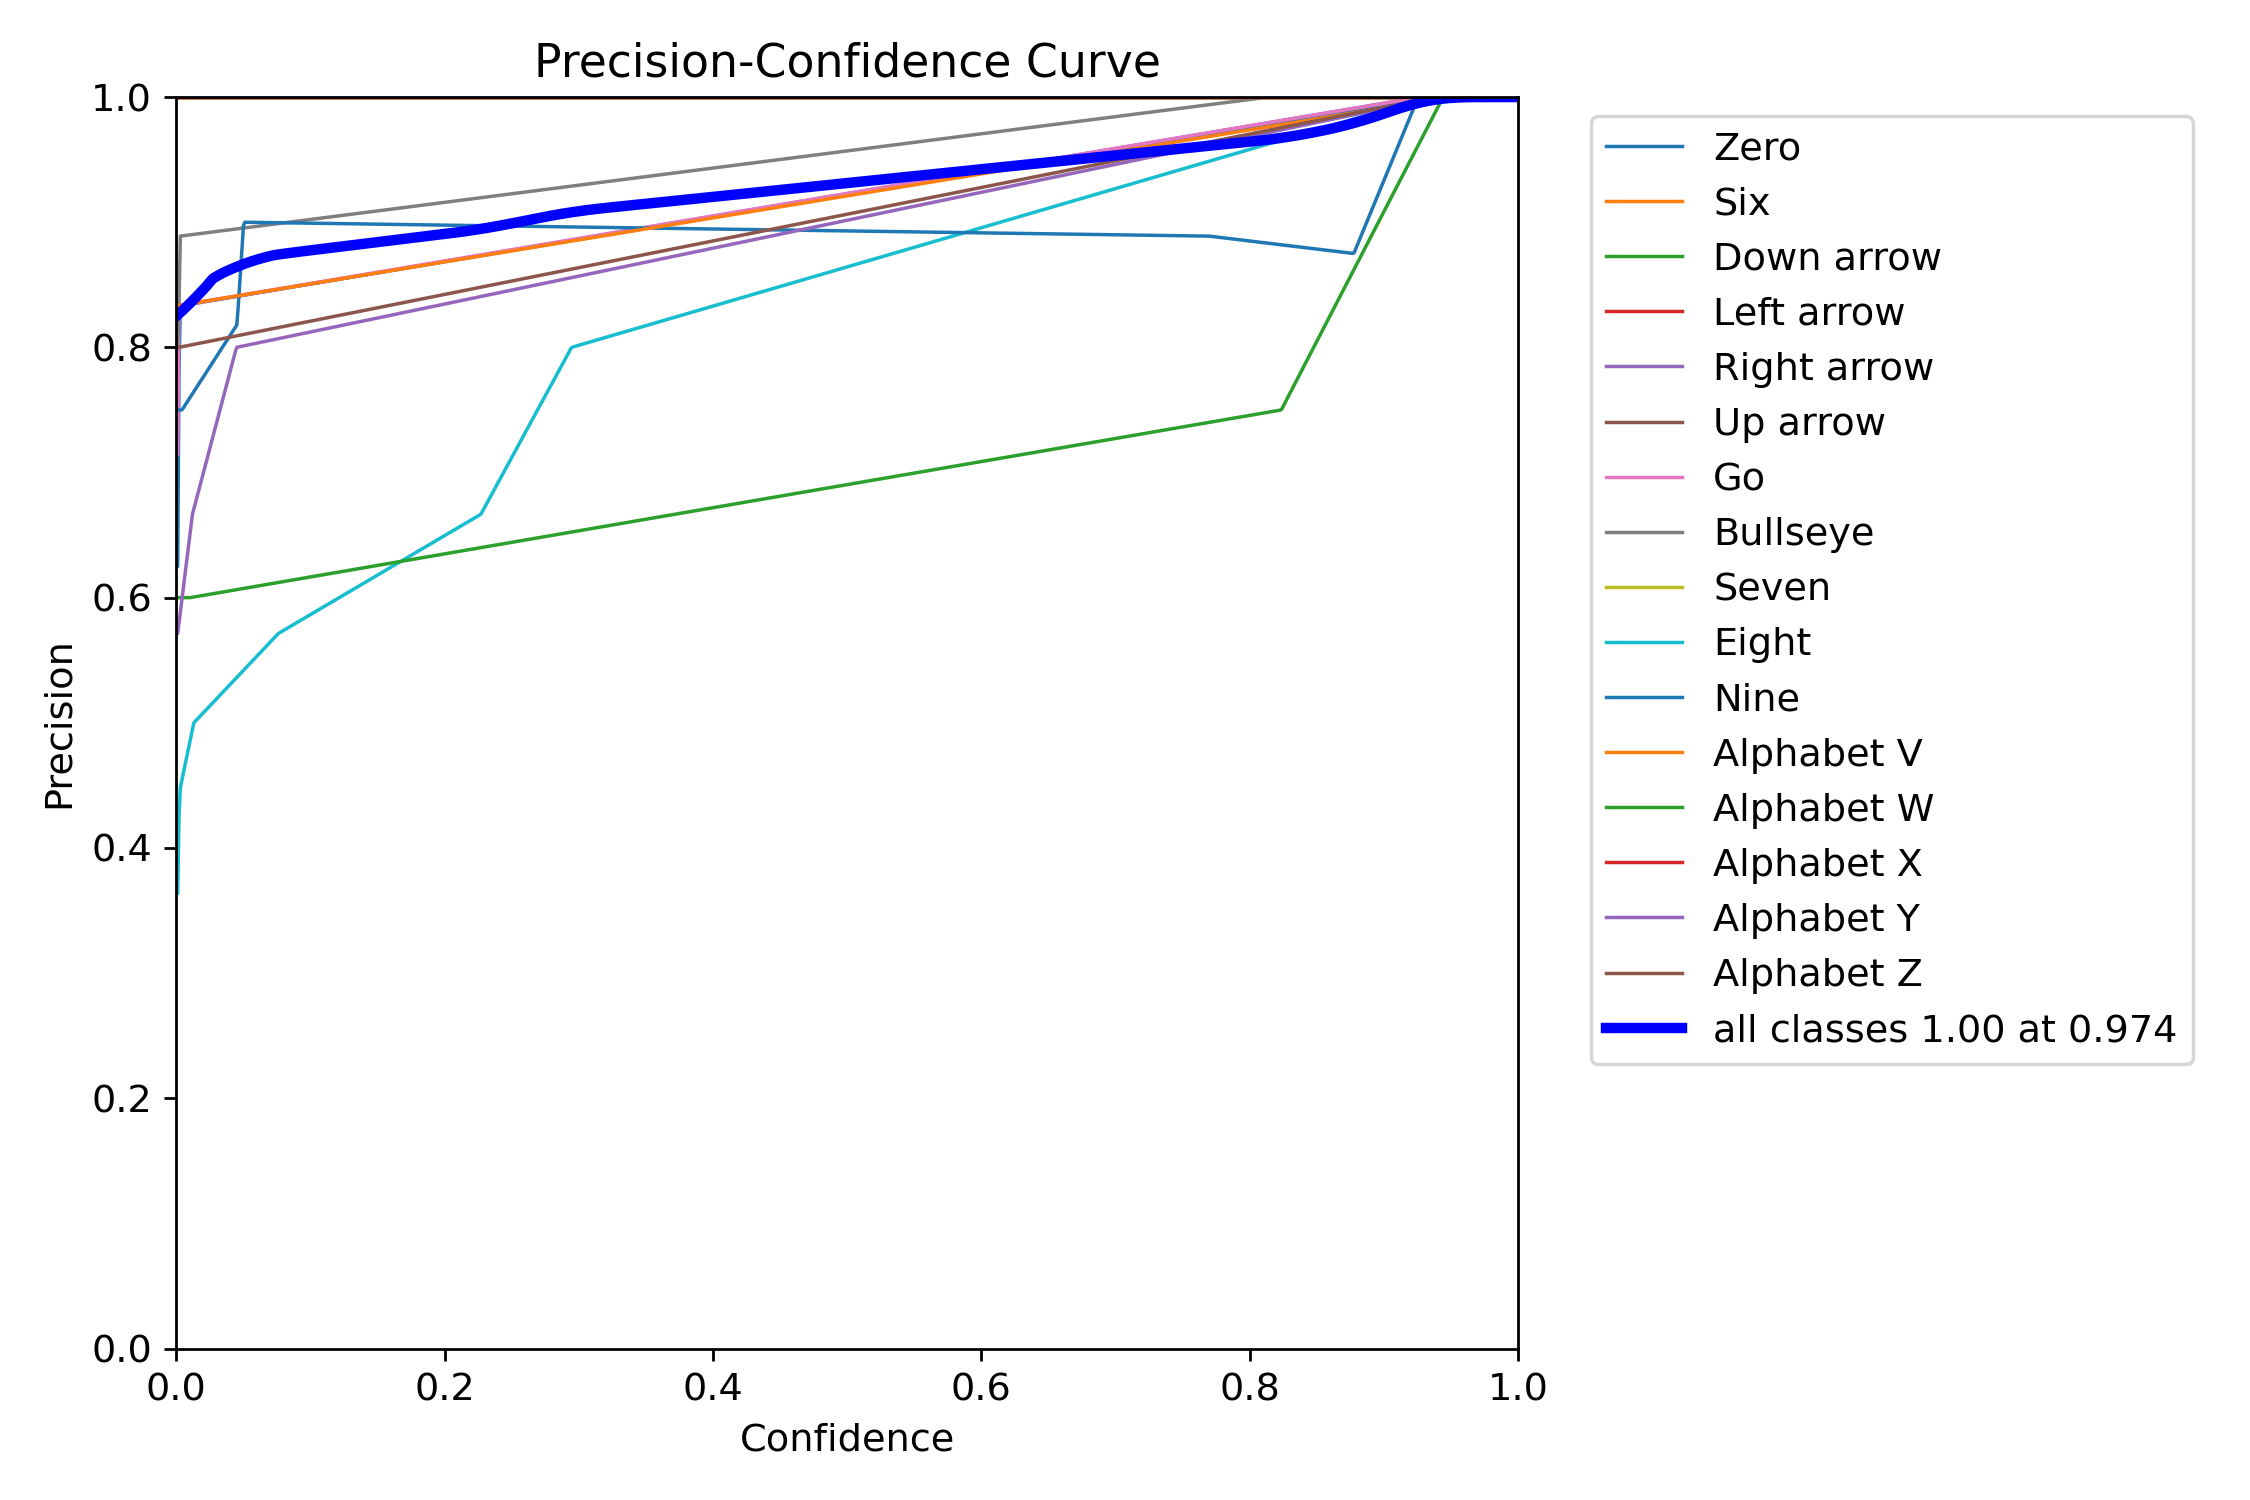 Precision-Confidence Curve
1.0
0.8
0.6
0.4
0.2
0.0
Precision
0.0 0.2 0.4 0.6 0.8 1.0
Confidence
Zero
Six
Down arrow
Left arrow
Right arrow
Up arrow
Go
Bullseye
Seven
Eight
Nine
Alphabet V
Alphabet W
Alphabet X
Alphabet Y
Alphabet Z
all classes 1.00 at 0.974